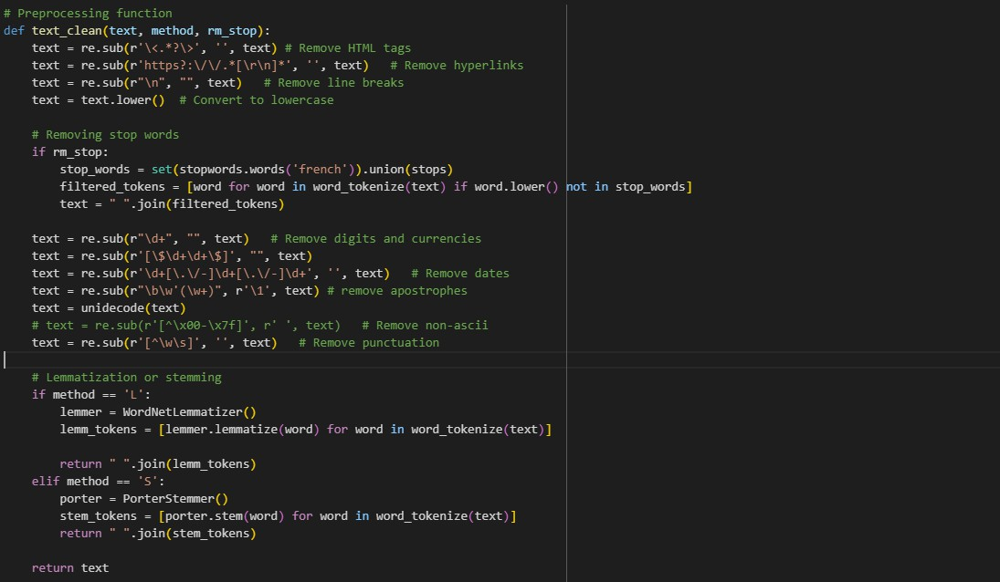 # Preprocessing function
def text_clean(text, method, rm_stop):
    text = re.sub(r'\<.*?\>', '', text) # Remove HTML tags
    text = re.sub(r'https?:\/\/.*[\r\n]*', '', text)   # Remove hyperlinks
    text = re.sub(r"\n", "", text)   # Remove line breaks
    text = text.lower()  # Convert to lowercase

    # Removing stop words
    if rm_stop:
        stop_words = set(stopwords.words('french')).union(stops)
        filtered_tokens = [word for word in word_tokenize(text) if word.lower() not in stop_words]
        text = " ".join(filtered_tokens)

    text = re.sub(r"\d+", "", text)   # Remove digits and currencies
    text = re.sub(r'[\$\d+\d+\$]', "", text)
    text = re.sub(r'\d+[\.\/-]\d+[\.\/-]\d+', '', text)   # Remove dates
    text = re.sub(r"\b\w'(\w+)", r'\1', text) # remove apostrophes
    text = unidecode(text)
    # text = re.sub(r'[^\x00-\x7f]', r' ', text)   # Remove non-ascii
    text = re.sub(r'[^\w\s]', '', text)   # Remove punctuation

    # Lemmatization or stemming
    if method == 'L':
        lemmer = WordNetLemmatizer()
        lemm_tokens = [lemmer.lemmatize(word) for word in word_tokenize(text)]

        return " ".join(lemm_tokens)
    elif method == 'S':
        porter = PorterStemmer()
        stem_tokens = [porter.stem(word) for word in word_tokenize(text)]
        return " ".join(stem_tokens)

    return text